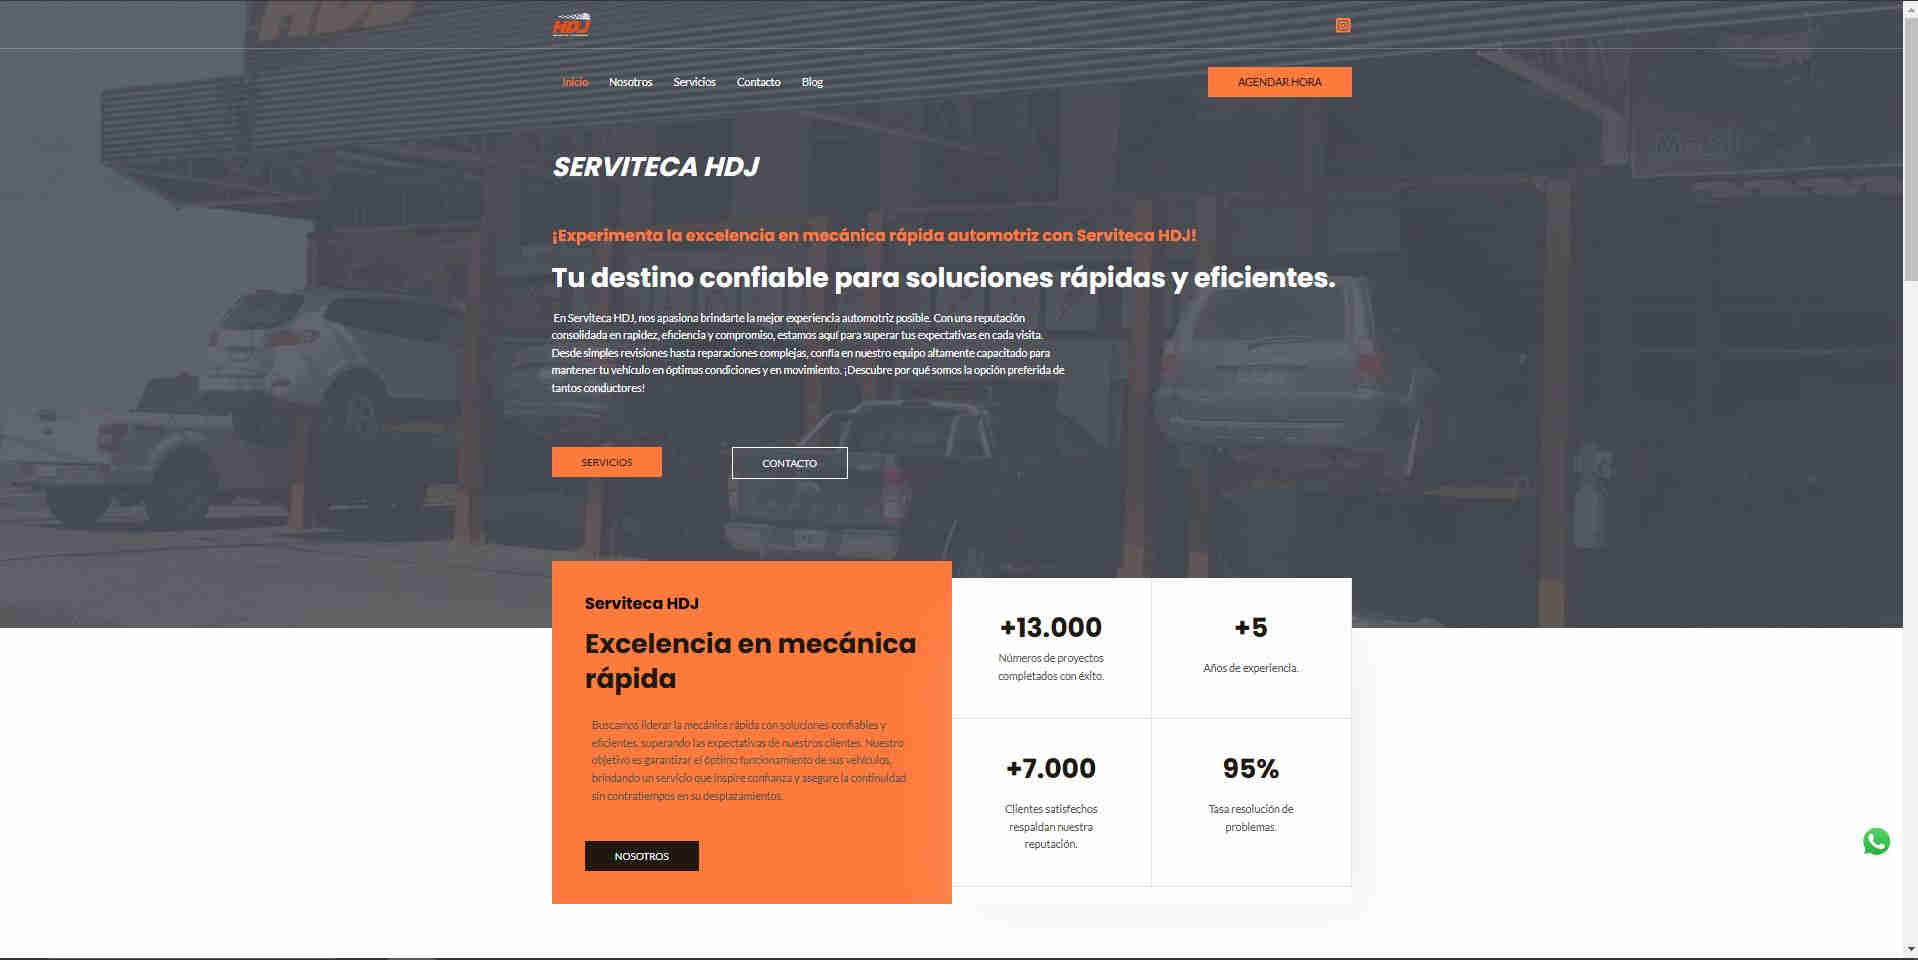 HDJ
HDJ
Inicio Nosotros Servicios Contacto Blog
AGENDAR HORA
SERVITECA HDJ
¡Experimenta la excelencia en mecánica rápida automotriz con Serviteca HDJ!
Tu destino confiable para soluciones rápidas y eficientes.
En Serviteca HDJ, nos apasiona brindarte la mejor experiencia automotriz posible. Con una reputación
consolidada en rapidez, eficiencia y compromiso, estamos aquí para superar tus expectativas en cada visita.
Desde simples revisiones hasta reparaciones complejas, confía en nuestro equipo altamente capacitado para
mantener tu vehículo en óptimas condiciones y en movimiento. ¡Descubre por qué somos la opción preferida de
tantos conductores!
SERVICIOS
CONTACTO
Serviteca HDJ
Excelencia en mecánica
rápida
Buscamos liderar la mecánica rápida con soluciones confiables y
eficientes, superando las expectativas de nuestros clientes. Nuestro
objetivo es garantizar el óptimo funcionamiento de sus vehículos,
brindando un servicio que inspire confianza y asegure la continuidad
sin contratiempos en su desplazamientos.
NOSOTROS
+13.000
Números de proyectos
completados con éxito.
+5
Años de experiencia.
+7.000
Clientes satisfechos
respaldan nuestra
reputación.
95%
Tasa resolución de
problemas.